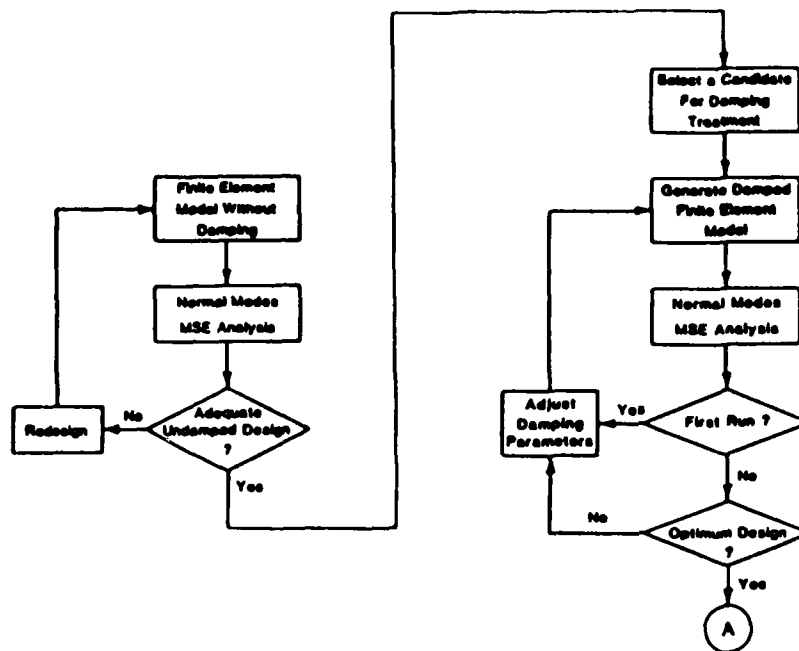 Finite Element
Model Without
Damping
Normal Modes
MSE Analysis
Adequate
Undamped Design
?
No
Redesign
Yes
Select a Candidate
For Damping
Treatment
Generate Damped
Finite Element
Model
Normal Modes
MSE Analysis
First Run ?
Yes
Adjust
Damping
Parameters
No
Optimum Design
?
No
Yes
A